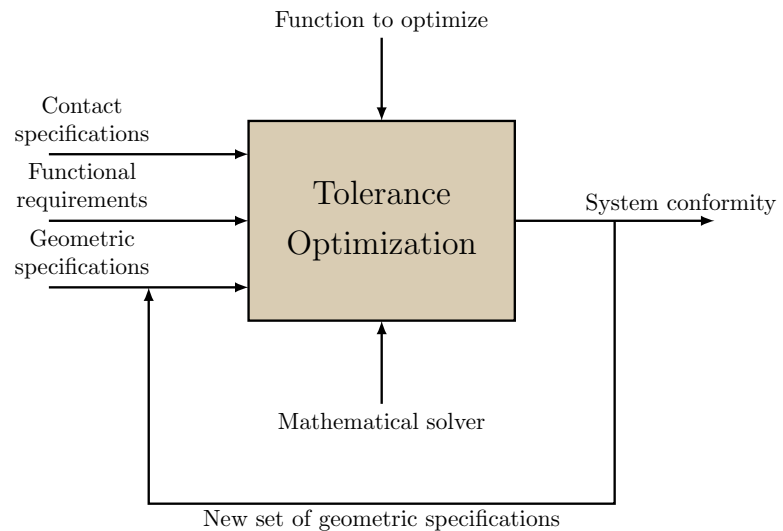 Function to optimize
Contact
specifications
Functional
requirements
Geometric
specifications
Tolerance
Optimization
System conformity
Mathematical solver
New set of geometric specifications